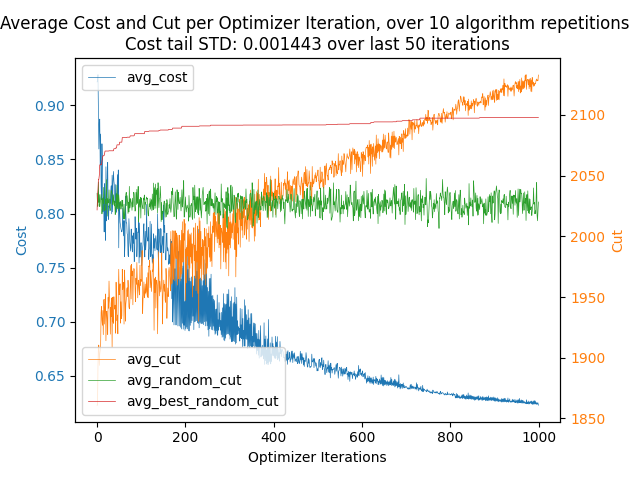 Average Cost and Cut per Optimizer Iteration, over 10 algorithm repetitions
Cost tail STD: 0.001443 over last 50 iterations
avg_cost
0.90
0.85
0.80
0.75
0.70
0.65
Cost
2100
2050
2000
1950
1900
1850
Cut
avg_cut
avg_random_cut
avg_best_random_cut
0 200 400 600 800 1000
Optimizer Iterations